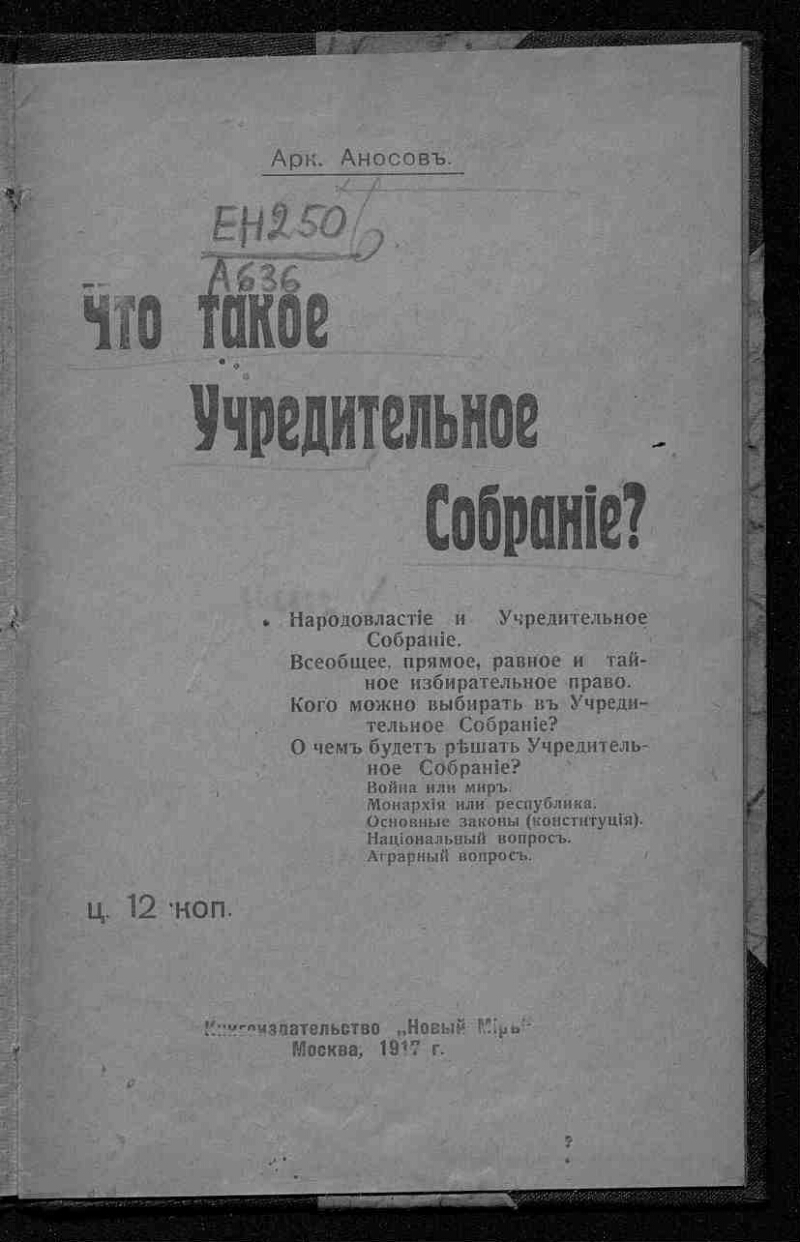 Арк. Аносовъ.
ЕН250
А636
Что такое
Учредительное
Собраніе?
Народовластіе и Учредительное
Собраніе.
Всеобщее, прямое, равное и тай-
ное избирательное право.
Кого можно выбирать въ Учреди-
тельное Собраніе?
О чемъ будетъ рѣшать Учредитель-
ное Собраніе?
Война или миръ.
Монархія или республика.
Основные законы (конституція).
Національный вопросъ.
Аграрный вопросъ.
Ц. 12 коп.
Книгоиздательство „Новый Міръ“
Москва, 1917 г.